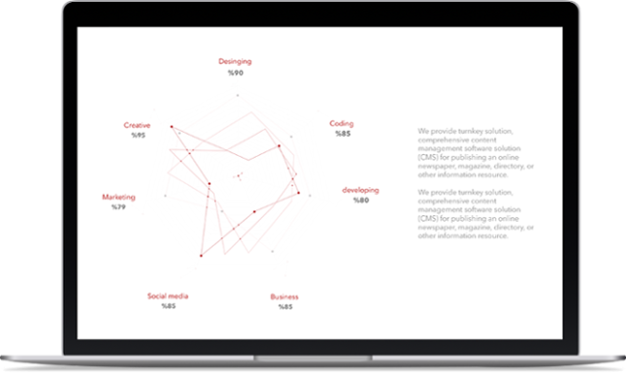 Desinging
%90
Creative
%95
Coding
%85
Marketing
%79
developing
%80
Social media
%85
Business
%85
We provide turnkey solution,
comprehensive content
management software solution
(CMS) for publishing an online
newspaper, magazine, directory, or
other information resource.
We provide turnkey solution,
comprehensive content
management software solution
(CMS) for publishing an online
newspaper, magazine, directory, or
other information resource.